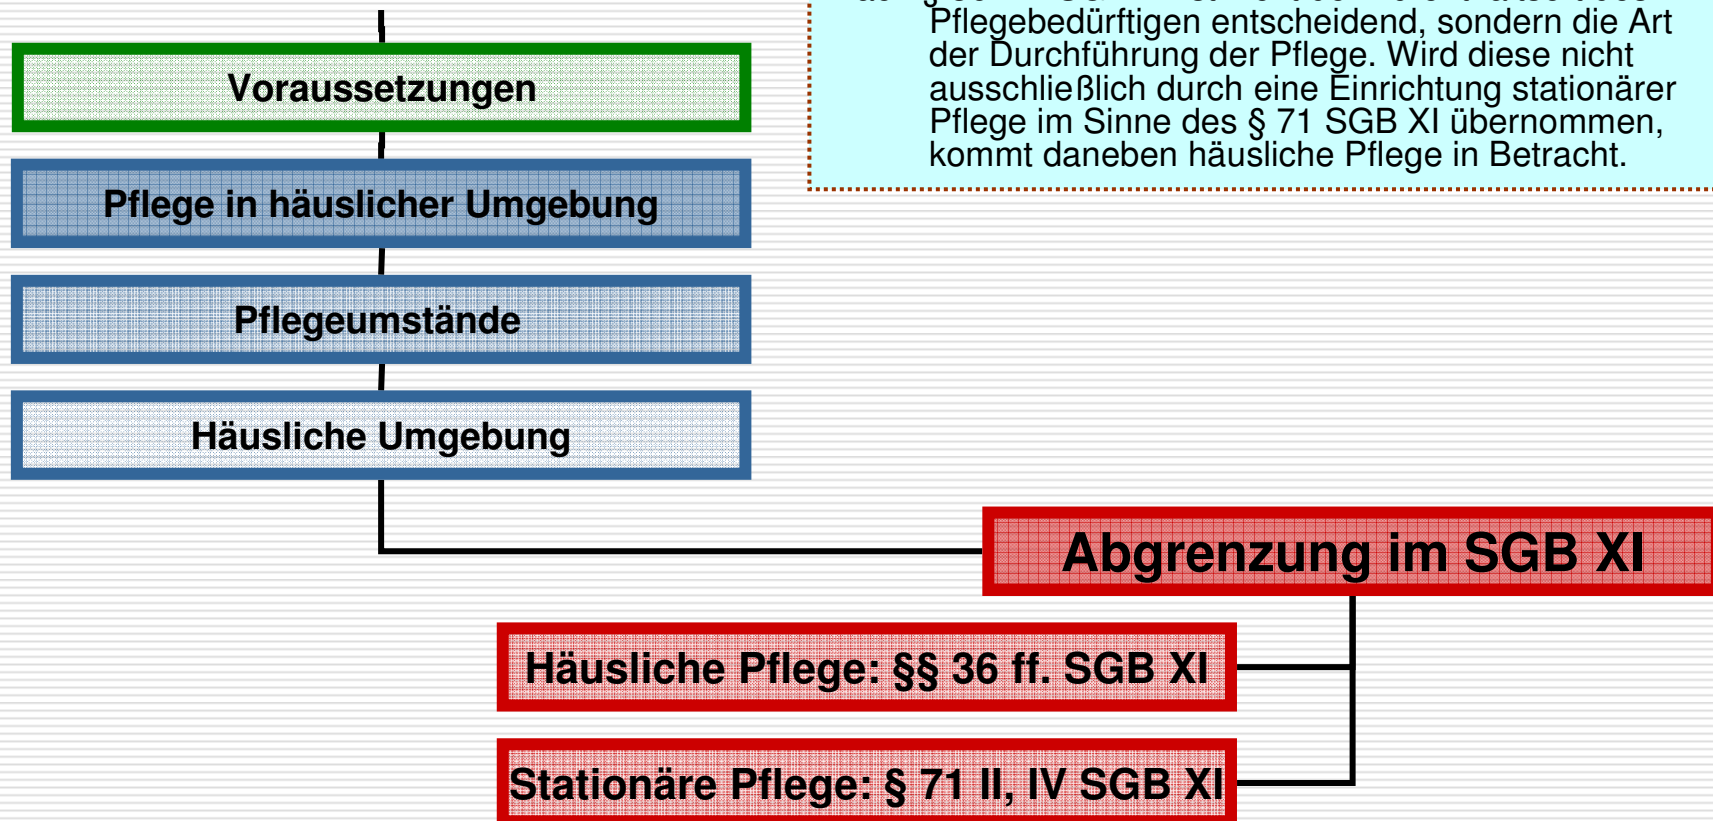 Voraussetzungen
Pflege in häuslicher Umgebung
Pflegeumstände
Häusliche Umgebung
Pflegebedürftigen entscheidend, sondern die Art
der Durchführung der Pflege. Wird diese nicht
ausschließlich durch eine Einrichtung stationärer
Pflege im Sinne des § 71 SGB XI übernommen,
kommt daneben häusliche Pflege in Betracht.
Abgrenzung im SGB XI
Häusliche Pflege: §§ 36 ff. SGB XI
Stationäre Pflege: § 71 II, IV SGB XI